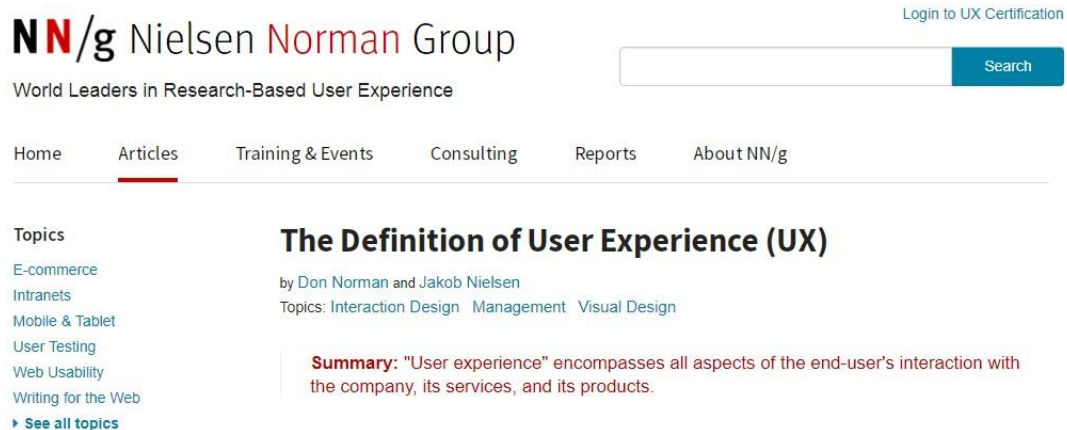 Login to UX Certification
NN/g Nielsen Norman Group
Search
World Leaders in Research-Based User Experience
Home Articles Training & Events Consulting Reports About NN/g
Topics
E-commerce
Intranets
Mobile & Tablet
User Testing
Web Usability
Writing for the Web
See all topics
The Definition of User Experience (UX)
by Don Norman and Jakob Nielsen
Topics: Interaction Design Management Visual Design
Summary: "User experience" encompasses all aspects of the end-user's interaction with
the company, its services, and its products.